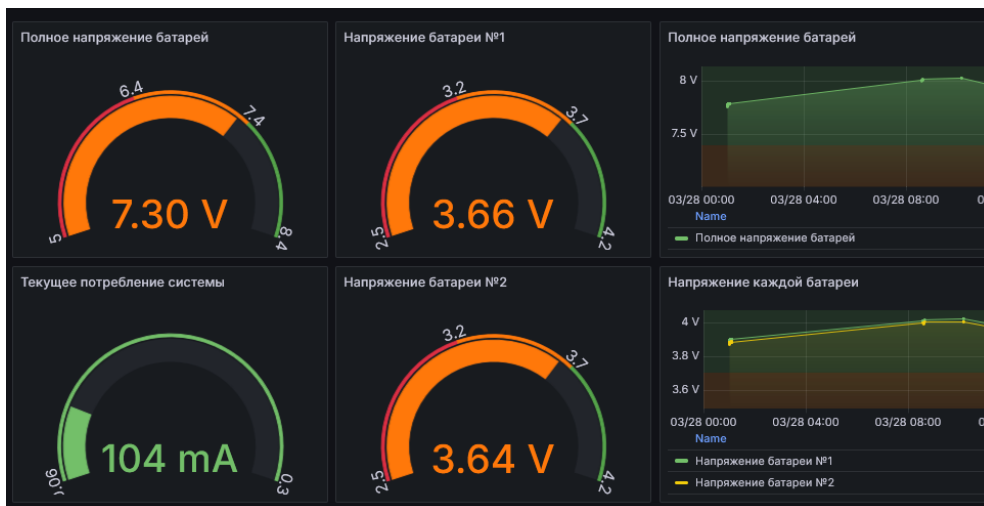 Полное напряжение батарей
6.4
7.4
7.30 V
5
8.4
Напряжение батареи №1
3.2
3.7
3.66 V
2.5
4.2
Полное напряжение батарей
8 V
7.5 V
03/28 00:00 03/28 04:00 03/28 08:00 0
Name
Полное напряжение батарей
Текущее потребление системы
104 mA
0.06
0.3
Напряжение батареи №2
3.2
3.7
3.64 V
2.5
4.2
Напряжение каждой батареи
4 V
3.8 V
3.6 V
03/28 00:00 03/28 04:00 03/28 08:00 0
Name
Напряжение батареи №1
Напряжение батареи №2